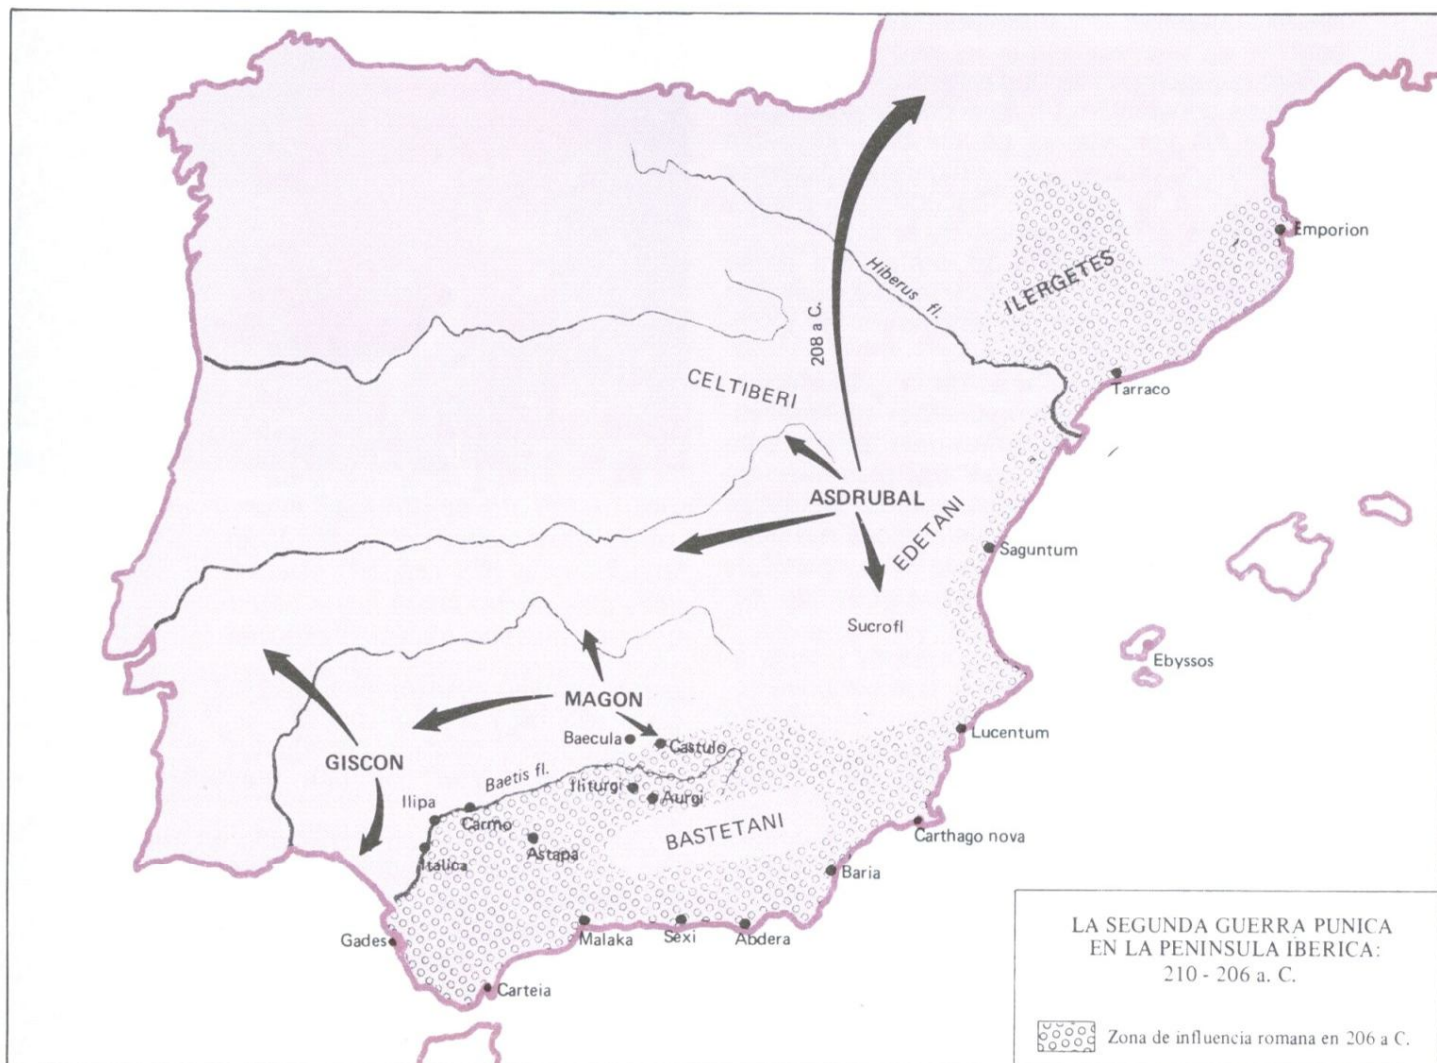 Emporion
ILERGETES
Hiberus fl.
208 a C.
Tarraco
CELTIBERI
ASDRUBAL
EDETANI
Saguntum
Sucrofl
Ebyssos
MAGON
Lucentum
Baecula
Castulo
GISCON
Baetis fl.
Iliturgi
Aurgi
Ilipa
Carmo
BASTETANI
Carthago nova
Astapa
Italica
Baria
Gades
Malaka
Sexi
Abdera
Carteia
LA SEGUNDA GUERRA PUNICA
EN LA PENINSULA IBERICA:
210 - 206 a. C.
Zona de influencia romana en 206 a C.